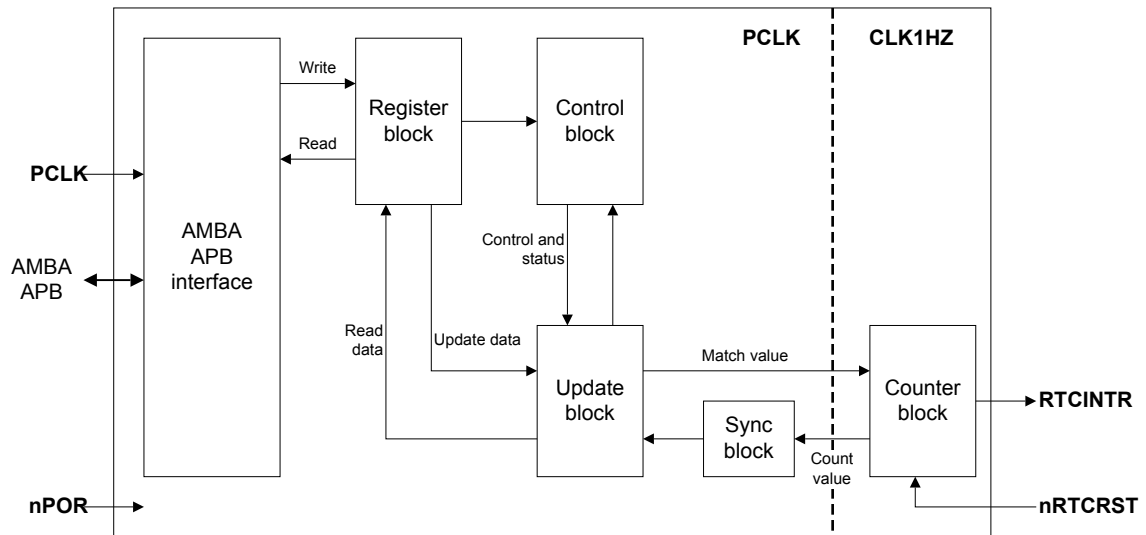 PCLK
CLK1HZ
Write
Register
block
Control
block
Read
PCLK
AMBA
APB
interface
AMBA
APB
Control and
status
Read
data
Update data
Match value
Update
block
Counter
block
RTCINTR
Sync
block
Count
value
nPOR
nRTCRST